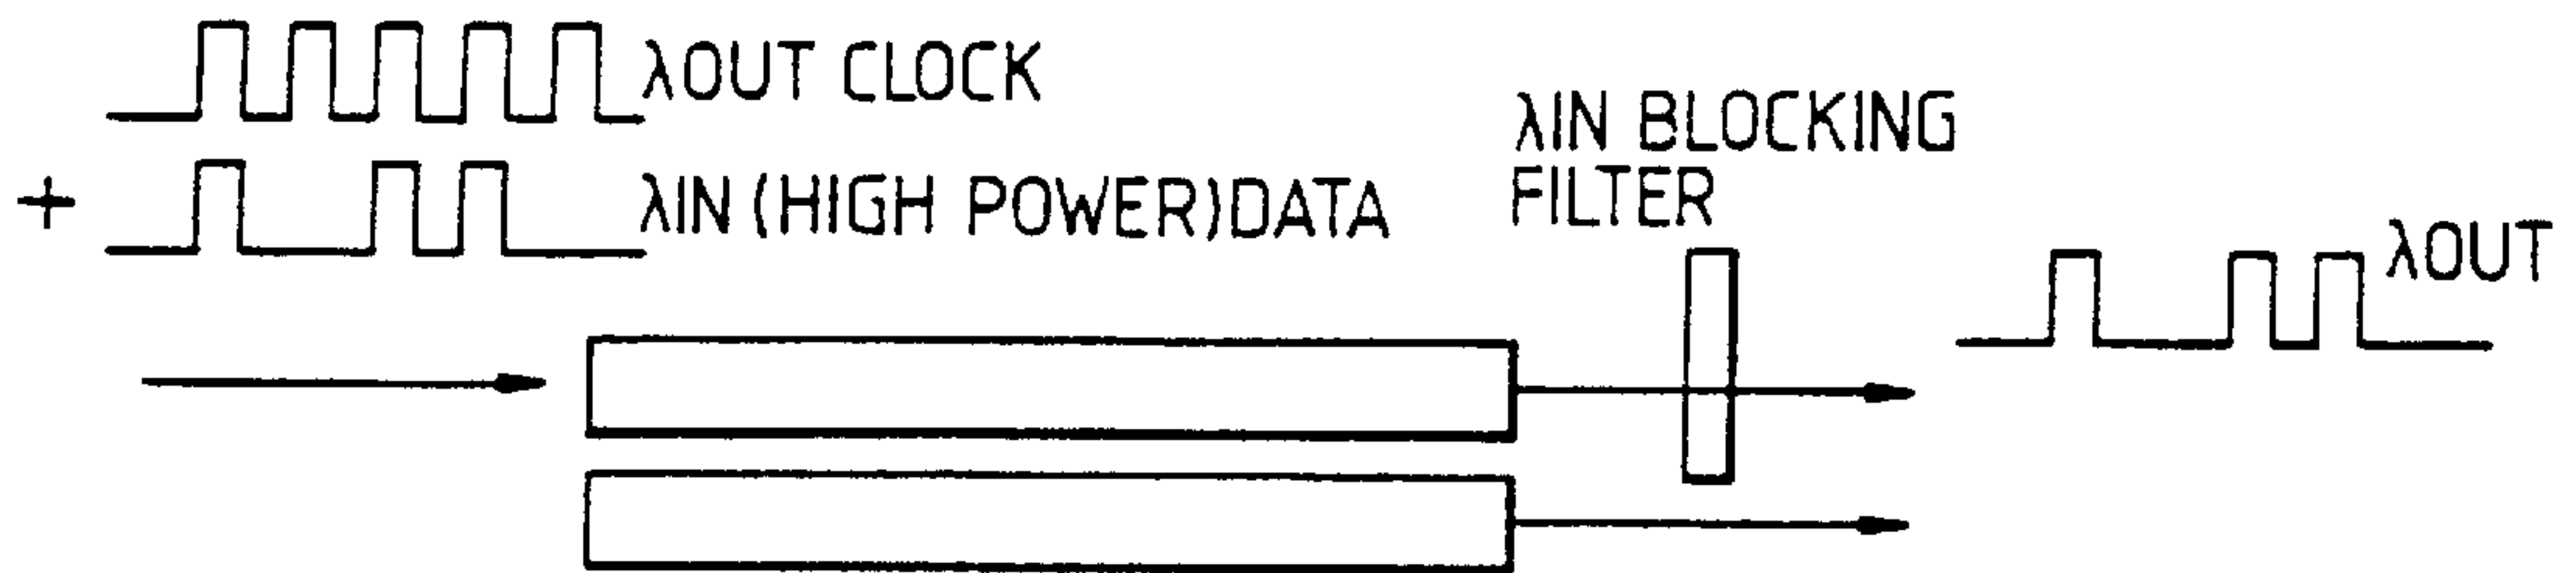 λOUT CLOCK
+
λIN (HIGH POWER)DATA
λIN BLOCKING
FILTER
λOUT